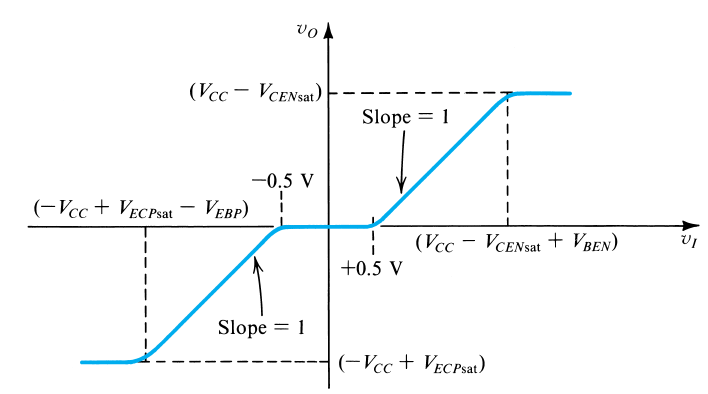 v_O
(V_CC − V_CENsat)
Slope = 1
−0.5 V
(−V_CC + V_ECPsat − V_EBP)
(V_CC − V_CENsat + V_BEN)
v_I
+0.5 V
Slope = 1
(−V_CC + V_ECPsat)